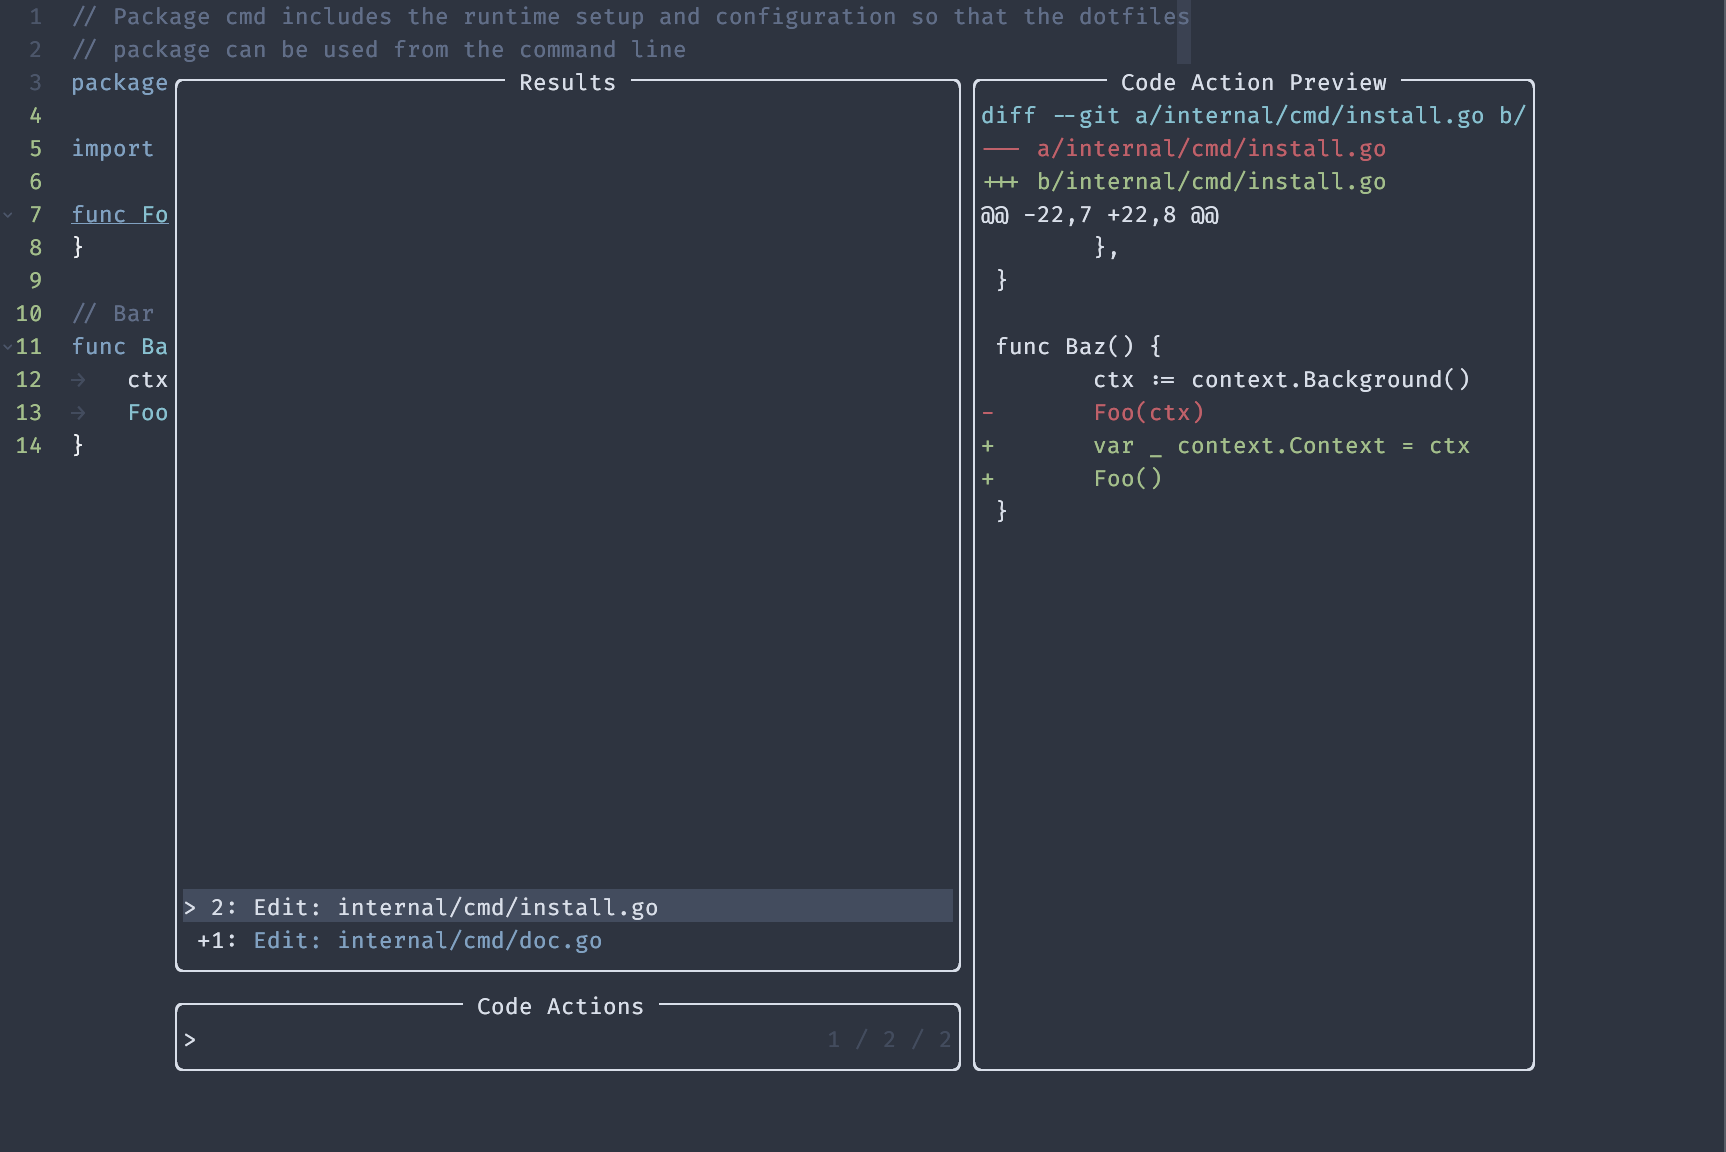 1 // Package cmd includes the runtime setup and configuration so that the dotfiles
2 // package can be used from the command line
3 package
4
5 import
6
7 func Fo
8 }
9
10 // Bar
11 func Ba
12 → ctx
13 → Foo
14 }
Results
> 2: Edit: internal/cmd/install.go
+1: Edit: internal/cmd/doc.go
Code Actions
> 1 / 2 / 2
Code Action Preview
diff --git a/internal/cmd/install.go b/
--- a/internal/cmd/install.go
+++ b/internal/cmd/install.go
@@ -22,7 +22,8 @@
        },
 }
 func Baz() {
        ctx := context.Background()
-       Foo(ctx)
+       var _ context.Context = ctx
+       Foo()
 }